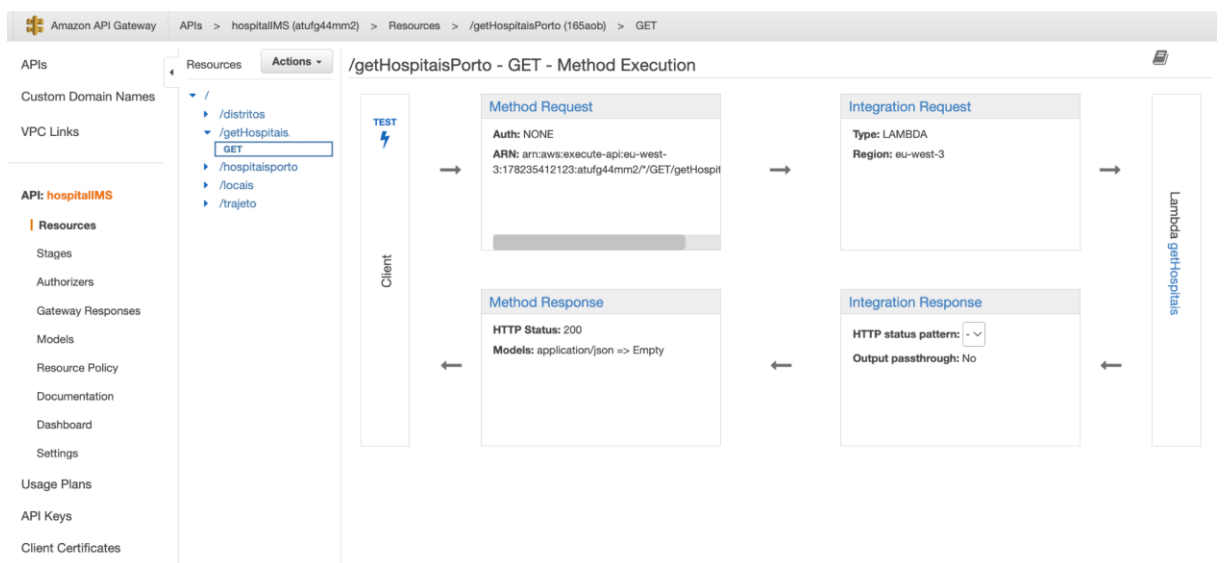 Amazon API Gateway
APIs > hospitalIMS (atufg44mm2) > Resources > /getHospitaisPorto (165aob) > GET
APIs
Custom Domain Names
VPC Links
API: hospitalIMS
Resources
Stages
Authorizers
Gateway Responses
Models
Resource Policy
Documentation
Dashboard
Settings
Usage Plans
API Keys
Client Certificates
Resources
Actions
/
/distritos
/getHospitais
GET
/hospitaisporto
/locais
/trajeto
/getHospitaisPorto - GET - Method Execution
TEST
Client
Method Request
Auth: NONE
ARN: arn:aws:execute-api:eu-west-
3:178235412123:atufg44mm2/*/GET/getHospit
Integration Request
Type: LAMBDA
Region: eu-west-3
Lambda getHospitais
Method Response
HTTP Status: 200
Models: application/json => Empty
Integration Response
HTTP status pattern: -
Output passthrough: No